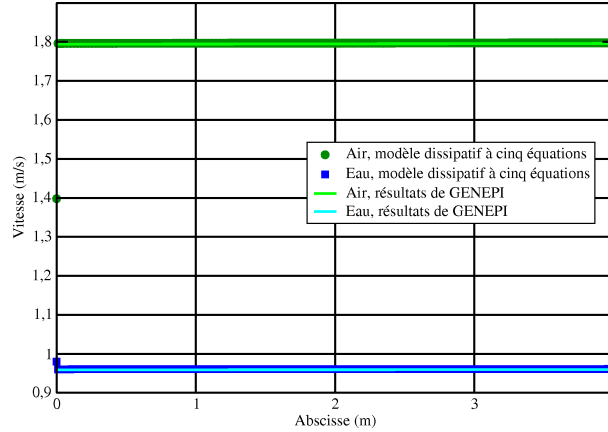 1,8
1,7
1,6
1,5
1,4
1,3
1,2
1,1
1
0,9
0
1
2
3
Vitesse (m/s)
Abscisse (m)
Air, modèle dissipatif à cinq équations
Eau, modèle dissipatif à cinq équations
Air, résultats de GENEPI
Eau, résultats de GENEPI